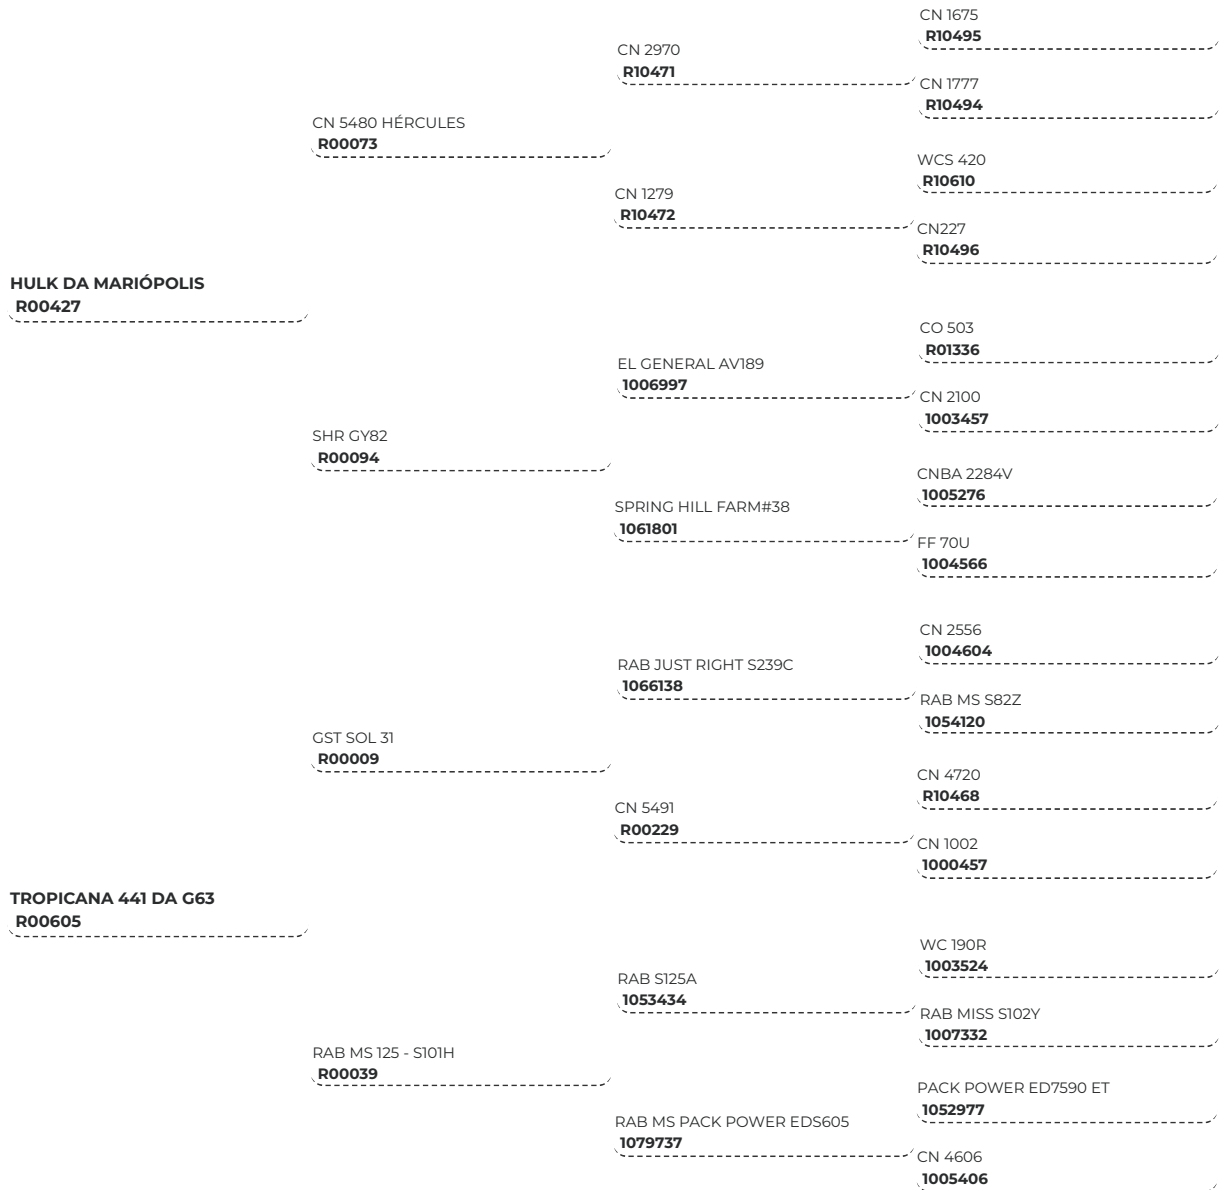 CN 1675
R10495
CN 2970
R10471
CN 1777
R10494
CN 5480 HÉRCULES
R00073
WCS 420
R10610
CN 1279
R10472
CN227
R10496
HULK DA MARIÓPOLIS
R00427
CO 503
R01336
EL GENERAL AV189
1006997
CN 2100
1003457
SHR GY82
R00094
CNBA 2284V
1005276
SPRING HILL FARM#38
1061801
FF 70U
1004566
CN 2556
1004604
RAB JUST RIGHT S239C
1066138
RAB MS S82Z
1054120
GST SOL 31
R00009
CN 4720
R10468
CN 5491
R00229
CN 1002
1000457
TROPICANA 441 DA G63
R00605
WC 190R
1003524
RAB S125A
1053434
RAB MISS S102Y
1007332
RAB MS 125 - S101H
R00039
PACK POWER ED7590 ET
1052977
RAB MS PACK POWER EDS605
1079737
CN 4606
1005406